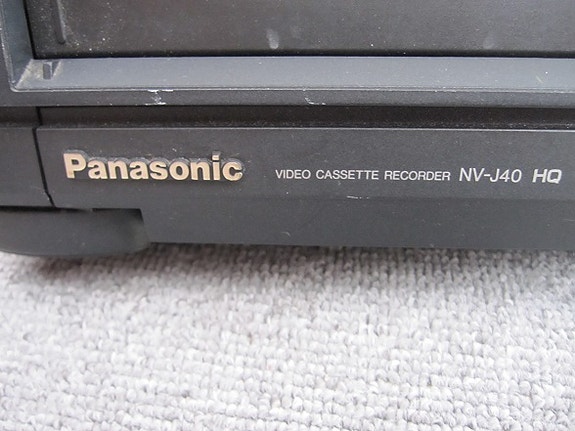 Panasonic VIDEO CASSETTE RECORDER NV-J40 HQ